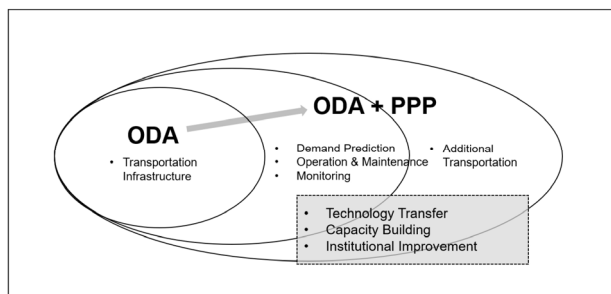 ODA + PPP
ODA
• Transportation
Infrastructure
• Demand Prediction
• Operation & Maintenance
• Monitoring
• Additional
Transportation
• Technology Transfer
• Capacity Building
• Institutional Improvement